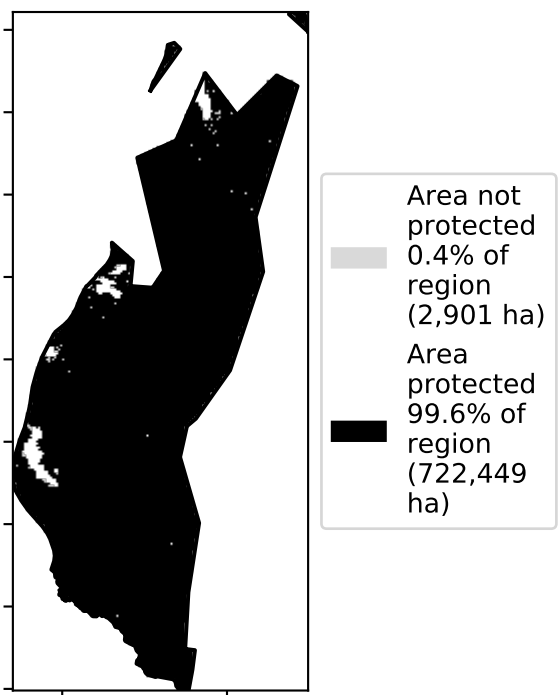 Area not
protected
0.4% of
region
(2,901 ha)
Area
protected
99.6% of
region
(722,449
ha)